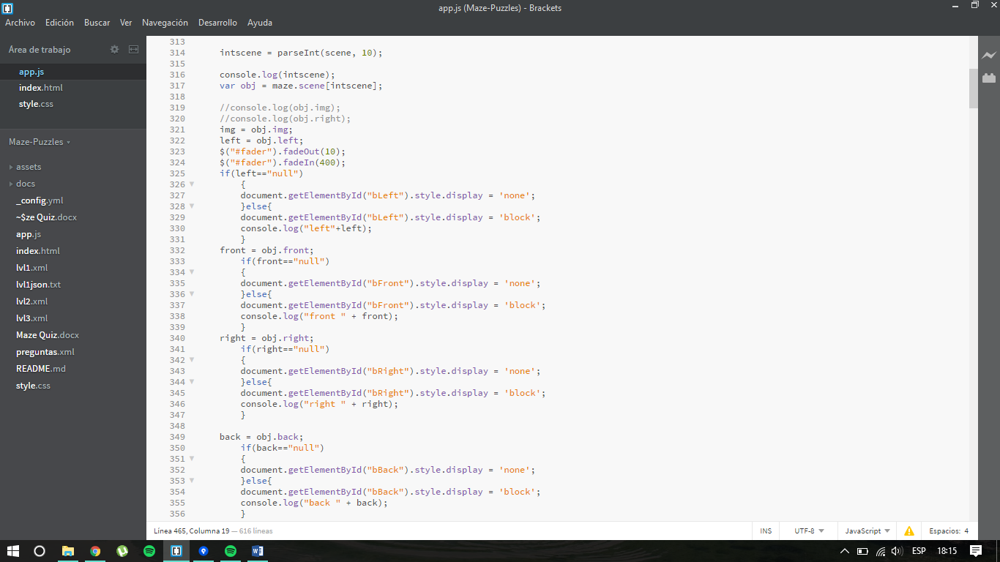 app.js (Maze-Puzzles) - Brackets
Archivo Edición Buscar Ver Navegación Desarrollo Ayuda
Área de trabajo
app.js
index.html
style.css
Maze-Puzzles
assets
docs
_config.yml
~$ze Quiz.docx
app.js
index.html
lvl1.xml
lvl1json.txt
lvl2.xml
lvl3.xml
Maze Quiz.docx
preguntas.xml
README.md
style.css
313
314 intscene = parseInt(scene, 10);
315
316 console.log(intscene);
317 var obj = maze.scene[intscene];
318
319 //console.log(obj.img);
320 //console.log(obj.right);
321 img = obj.img;
322 left = obj.left;
323 $("#fader").fadeOut(10);
324 $("#fader").fadeIn(400);
325 if(left=="null")
326 {
327 document.getElementById("bLeft").style.display = 'none';
328 }else{
329 document.getElementById("bLeft").style.display = 'block';
330 console.log("left"+left);
331 }
332 front = obj.front;
333 if(front=="null")
334 {
335 document.getElementById("bFront").style.display = 'none';
336 }else{
337 document.getElementById("bFront").style.display = 'block';
338 console.log("front " + front);
339 }
340 right = obj.right;
341 if(right=="null")
342 {
343 document.getElementById("bRight").style.display = 'none';
344 }else{
345 document.getElementById("bRight").style.display = 'block';
346 console.log("right " + right);
347 }
348
349 back = obj.back;
350 if(back=="null")
351 {
352 document.getElementById("bBack").style.display = 'none';
353 }else{
354 document.getElementById("bBack").style.display = 'block';
355 console.log("back " + back);
356 }
Línea 465, Columna 19 — 616 líneas INS UTF-8 JavaScript Espacios: 4
ESP 18:15